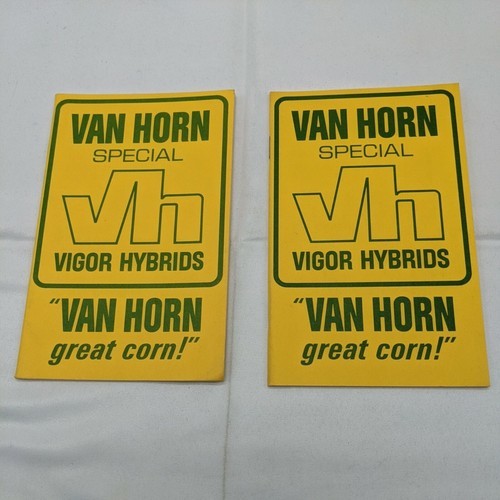 VAN HORN
SPECIAL
Vh
VIGOR HYBRIDS
"VAN HORN
great corn!"
VAN HORN
SPECIAL
Vh
VIGOR HYBRIDS
"VAN HORN
great corn!"